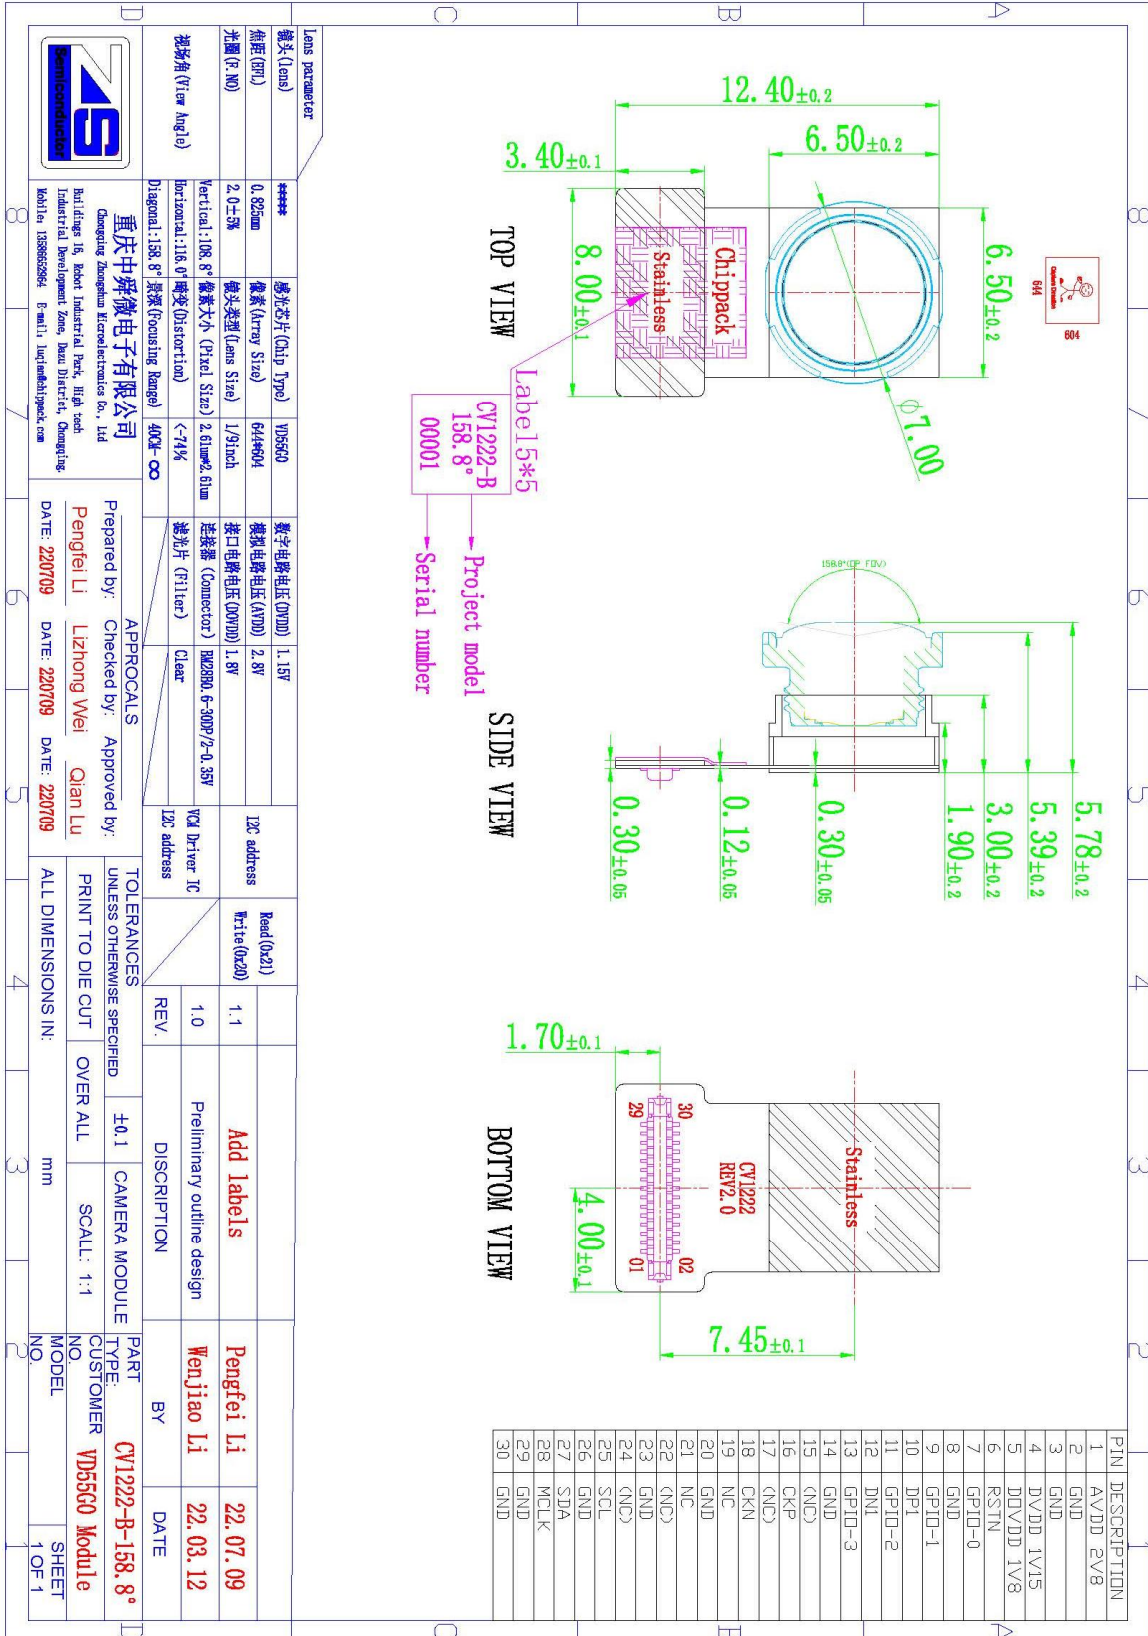 PIN DESCRIPTION
1 AVDD 2V8
2 GND
3 GND
4 DVDD 1V15
5 DOVDD 1V8
6 RSTN
7 GPIO-0
8 GND
9 GPIO-1
10 DP1
11 GPIO-2
12 DN1
13 GPIO-3
14 GND
15 (NC)
16 CKP
17 (NC)
18 CKN
19 NC
20 GND
21 NC
22 (NC)
23 GND
24 (NC)
25 SCL
26 GND
27 SDA
28 MCLK
29 GND
30 GND
644
604
12.40±0.2
6.50±0.2
3.40±0.1
6.50±0.2
8.00±0.1
ϕ7.00
Chippack
Stainless
TOP VIEW
Label5*5
CV1222-B
158.8°
00001
Project model
Serial number
158.8°(DP FOV)
5.78±0.2
5.39±0.2
3.00±0.2
1.90±0.2
0.30±0.05
0.12±0.05
0.30±0.05
SIDE VIEW
1.70±0.1
Stainless
CV1222
REV2.0
30
29
02
01
4.00±0.1
7.45±0.1
BOTTOM VIEW
Lens parameter
镜头(lens) ****** 感光芯片(Chip Type) VD55G0 数字电路电压(DVDD) 1.15V
焦距(EFL) 0.825mm 像素(Array Size) 644*604 模拟电路电压(AVDD) 2.8V
光圈(F.NO) 2.0±5% 镜头类型(Lens Size) 1/9inch 接口电路电压(DOVDD) 1.8V
视场角(View Angle)
Vertical:108.8° 像素大小(Pixel Size) 2.61um*2.61um 连接器(Connector) BM28B0.6-30DP/2-0.35V
Horizontal:116.0° 畸变(Distortion) <-74% 滤光片(Filter) Clear
Diagonal:158.8° 景深(Focusing Range) 40CM-∞
I2C address
Read(0x21)
Write(0x20)
VCM Driver IC
I2C address
1.1 Add labels Pengfei Li 22.07.09
1.0 Preliminary outline design Wenjiao Li 22.03.12
REV. DISCRIPTION BY DATE
ZS
Semiconductor
重庆中舜微电子有限公司
Chongqing Zhongshun Microelectronics Co., Ltd
Buildings 16, Robot Industrial Park, High tech
Industrial Development Zone, Dazu District, Chongqing.
APPROCALS
Prepared by: Checked by: Approved by:
Pengfei Li Lizhong Wei Qian Lu
DATE: 220709 DATE: 220709 DATE: 220709
TOLERANCES
UNLESS OTHERWISE SPECIFIED ±0.1
PRINT TO DIE CUT OVER ALL
ALL DIMENSIONS IN: mm
CAMERA MODULE
SCALL: 1:1
PART
TYPE: CV1222-B-158.8°
CUSTOMER
NO. VD55G0 Module
MODEL
NO.
SHEET
1 OF 1
A
B
C
D
8
7
6
5
4
3
2
1